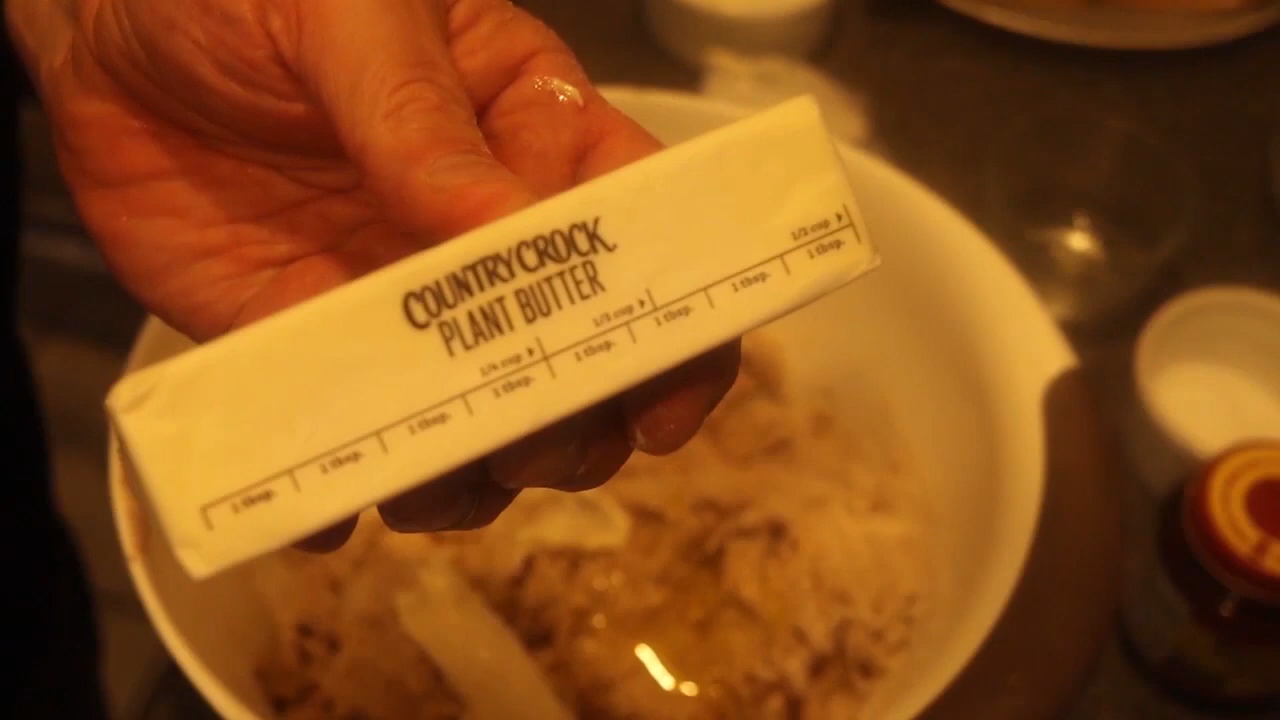 COUNTRY CROCK.
PLANT BUTTER
1/4 cup 1/3 cup 1/2 cup
1 tbsp. 1 tbsp. 1 tbsp. 1 tbsp. 1 tbsp. 1 tbsp. 1 tbsp. 1 tbsp.